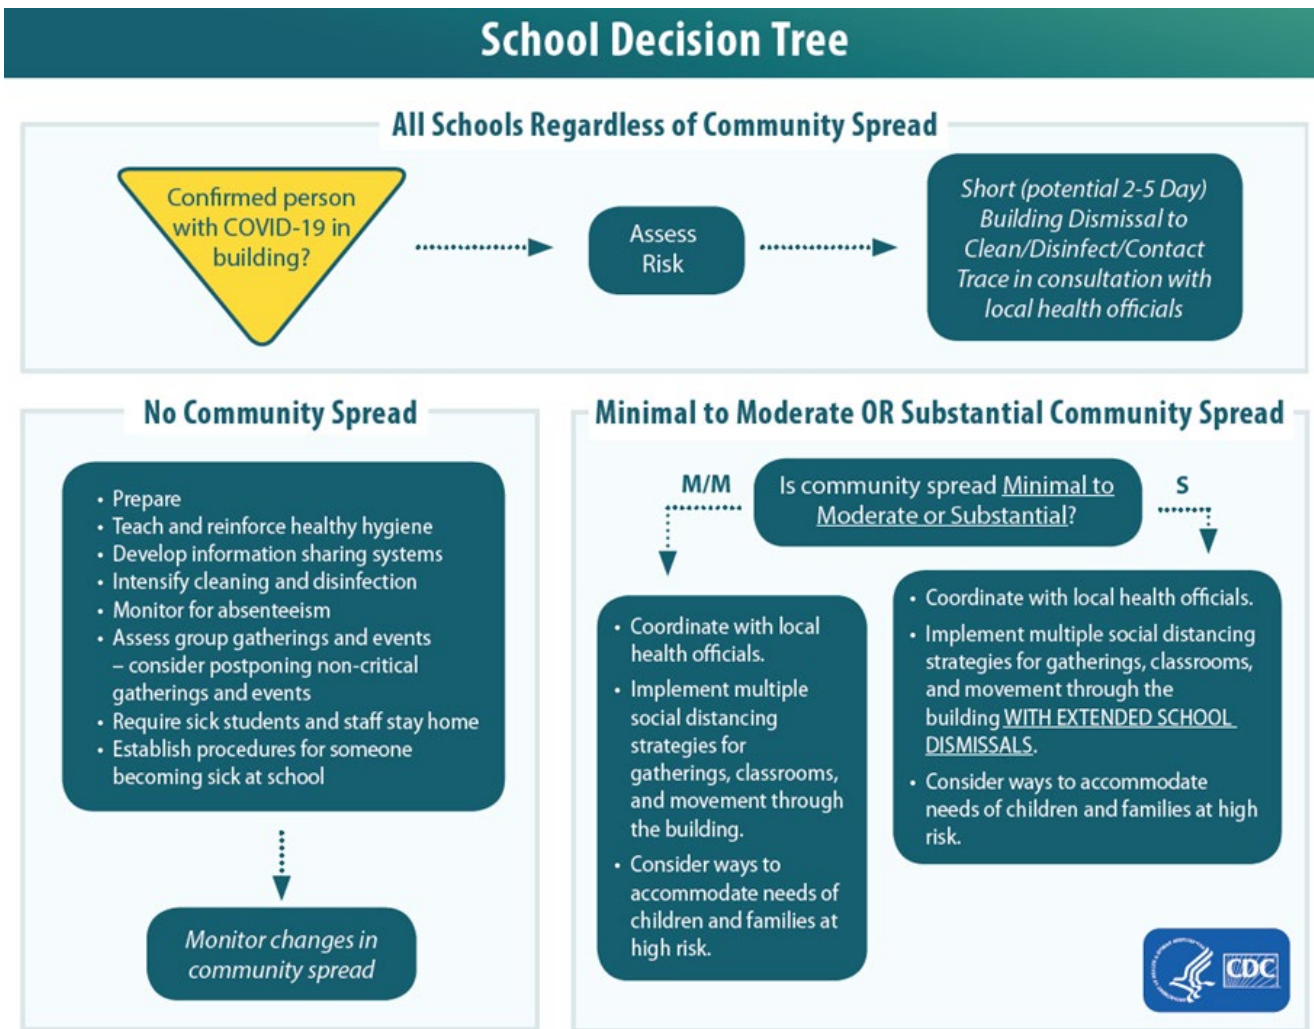 School Decision Tree
All Schools Regardless of Community Spread
Confirmed person
with COVID-19 in
building?
Assess
Risk
Short (potential 2-5 Day)
Building Dismissal to
Clean/Disinfect/Contact
Trace in consultation with
local health officials
No Community Spread
• Prepare
• Teach and reinforce healthy hygiene
• Develop information sharing systems
• Intensify cleaning and disinfection
• Monitor for absenteeism
• Assess group gatherings and events
– consider postponing non-critical
gatherings and events
• Require sick students and staff stay home
• Establish procedures for someone
becoming sick at school
Monitor changes in
community spread
Minimal to Moderate OR Substantial Community Spread
Is community spread Minimal to
Moderate or Substantial?
M/M
• Coordinate with local
health officials.
• Implement multiple
social distancing
strategies for
gatherings, classrooms,
and movement through
the building.
• Consider ways to
accommodate needs of
children and families at
high risk.
S
• Coordinate with local health officials.
• Implement multiple social distancing
strategies for gatherings, classrooms,
and movement through the
building WITH EXTENDED SCHOOL
DISMISSALS.
• Consider ways to accommodate
needs of children and families at high
risk.
CDC